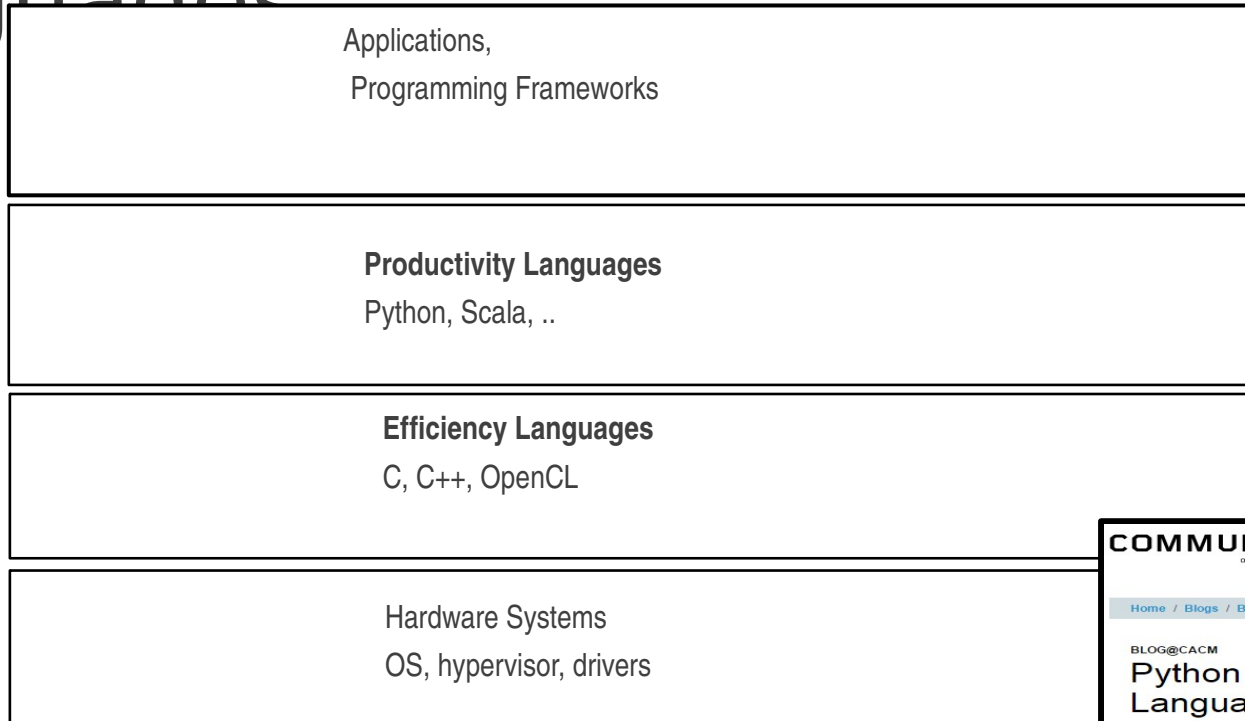 Applications,
Programming Frameworks
Productivity Languages
Python, Scala, ..
Efficiency Languages
C, C++, OpenCL
Hardware Systems
OS, hypervisor, drivers
Home / Blogs / B
BLOG@CACM
Python